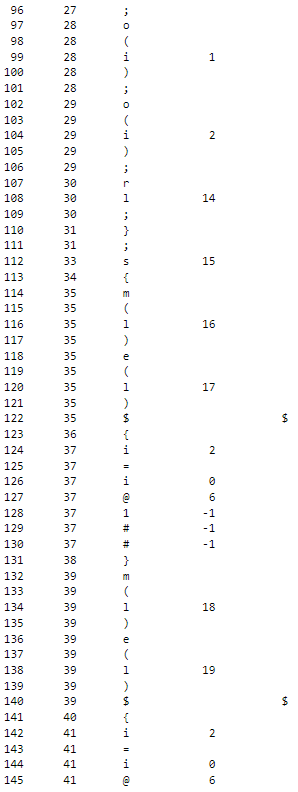 96 27 ;
97 28 o
98 28 (
99 28 i 1
100 28 )
101 28 ;
102 29 o
103 29 (
104 29 i 2
105 29 )
106 29 ;
107 30 r
108 30 l 14
109 30 ;
110 31 }
111 31 ;
112 33 s 15
113 34 {
114 35 m
115 35 (
116 35 l 16
117 35 )
118 35 e
119 35 (
120 35 l 17
121 35 )
122 35 $ $
123 36 {
124 37 i 2
125 37 =
126 37 i 0
127 37 @ 6
128 37 1 -1
129 37 # -1
130 37 # -1
131 38 }
132 39 m
133 39 (
134 39 l 18
135 39 )
136 39 e
137 39 (
138 39 l 19
139 39 )
140 39 $ $
141 40 {
142 41 i 2
143 41 =
144 41 i 0
145 41 @ 6